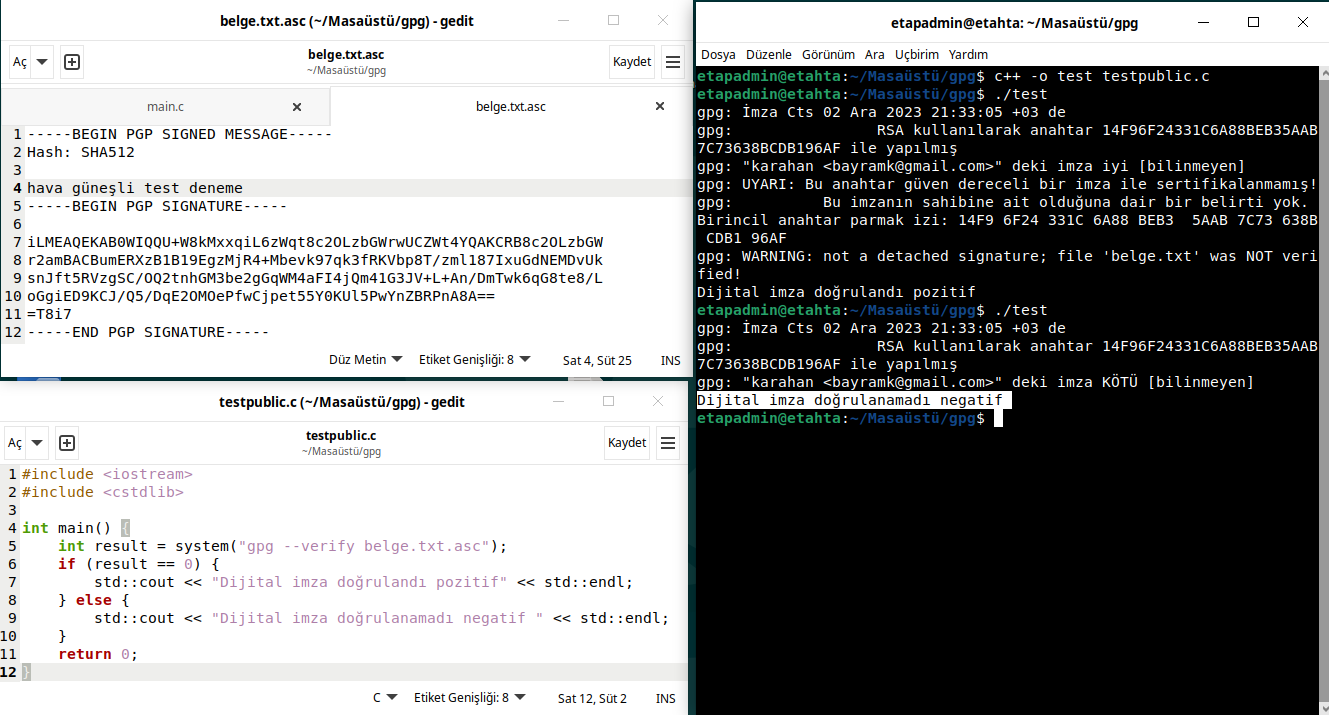 belge.txt.asc (~/Masaüstü/gpg) - gedit
Aç
belge.txt.asc
~/Masaüstü/gpg
Kaydet
main.c
belge.txt.asc
1 -----BEGIN PGP SIGNED MESSAGE-----
2 Hash: SHA512
3
4 hava güneşli test deneme
5 -----BEGIN PGP SIGNATURE-----
6
7 iLMEAQEKAB0WIQQU+W8kMxxqiL6zWqt8c2OLzbGWrwUCZWt4YQAKCRB8c2OLzbGW
8 r2amBACBumERXzB1B19EgzMjR4+Mbevk97qk3fRKVbp8T/zml187IxuGdNEMDvUk
9 snJft5RVzgSC/OQ2tnhGM3be2gGqWM4aFI4jQm41G3JV+L+An/DmTwk6qG8te8/L
10 oGgiED9KCJ/Q5/DqE2OMOePfwCjpet55Y0KUl5PwYnZBRPnA8A==
11 =T8i7
12 -----END PGP SIGNATURE-----
Düz Metin
Etiket Genişliği: 8
Sat 4, Süt 25
INS
testpublic.c (~/Masaüstü/gpg) - gedit
Aç
testpublic.c
~/Masaüstü/gpg
Kaydet
1 #include <iostream>
2 #include <cstdlib>
3
4 int main() {
5     int result = system("gpg --verify belge.txt.asc");
6     if (result == 0) {
7         std::cout << "Dijital imza doğrulandı pozitif" << std::endl;
8     } else {
9         std::cout << "Dijital imza doğrulanamadı negatif " << std::endl;
10     }
11     return 0;
12 }
C
Etiket Genişliği: 8
Sat 12, Süt 2
INS
etapadmin@etahta: ~/Masaüstü/gpg
Dosya Düzenle Görünüm Ara Uçbirim Yardım
etapadmin@etahta:~/Masaüstü/gpg$ c++ -o test testpublic.c
etapadmin@etahta:~/Masaüstü/gpg$ ./test
gpg: İmza Cts 02 Ara 2023 21:33:05 +03 de
gpg:                RSA kullanılarak anahtar 14F96F24331C6A88BEB35AAB
7C73638BCDB196AF ile yapılmış
gpg: "karahan <bayramk@gmail.com>" deki imza iyi [bilinmeyen]
gpg: UYARI: Bu anahtar güven dereceli bir imza ile sertifikalanmamış!
gpg:          Bu imzanın sahibine ait olduğuna dair bir belirti yok.
Birincil anahtar parmak izi: 14F9 6F24 331C 6A88 BEB3  5AAB 7C73 638B
 CDB1 96AF
gpg: WARNING: not a detached signature; file 'belge.txt' was NOT veri
fied!
Dijital imza doğrulandı pozitif
etapadmin@etahta:~/Masaüstü/gpg$ ./test
gpg: İmza Cts 02 Ara 2023 21:33:05 +03 de
gpg:                RSA kullanılarak anahtar 14F96F24331C6A88BEB35AAB
7C73638BCDB196AF ile yapılmış
gpg: "karahan <bayramk@gmail.com>" deki imza KÖTÜ [bilinmeyen]
Dijital imza doğrulanamadı negatif
etapadmin@etahta:~/Masaüstü/gpg$